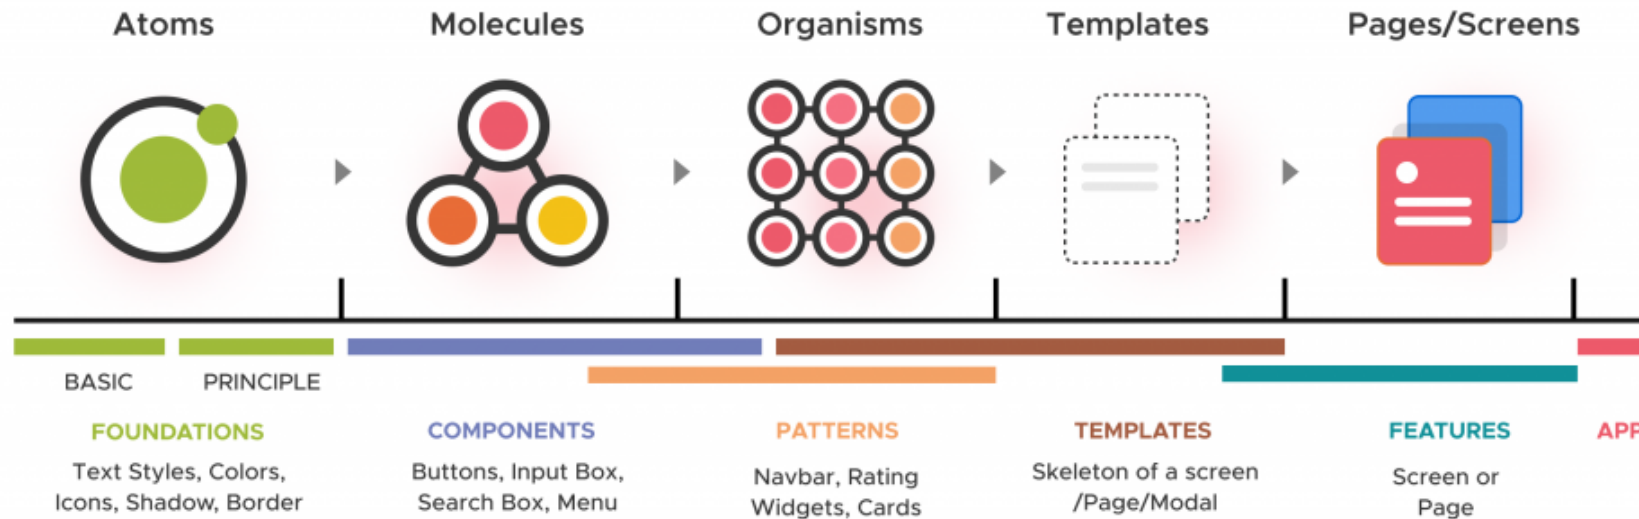 Atoms
Molecules
Organisms
Templates
Pages/Screens
BASIC
PRINCIPLE
FOUNDATIONS
COMPONENTS
PATTERNS
TEMPLATES
FEATURES
APP
Text Styles, Colors,
Icons, Shadow, Border
Buttons, Input Box,
Search Box, Menu
Navbar, Rating
Widgets, Cards
Skeleton of a screen
/Page/Modal
Screen or
Page